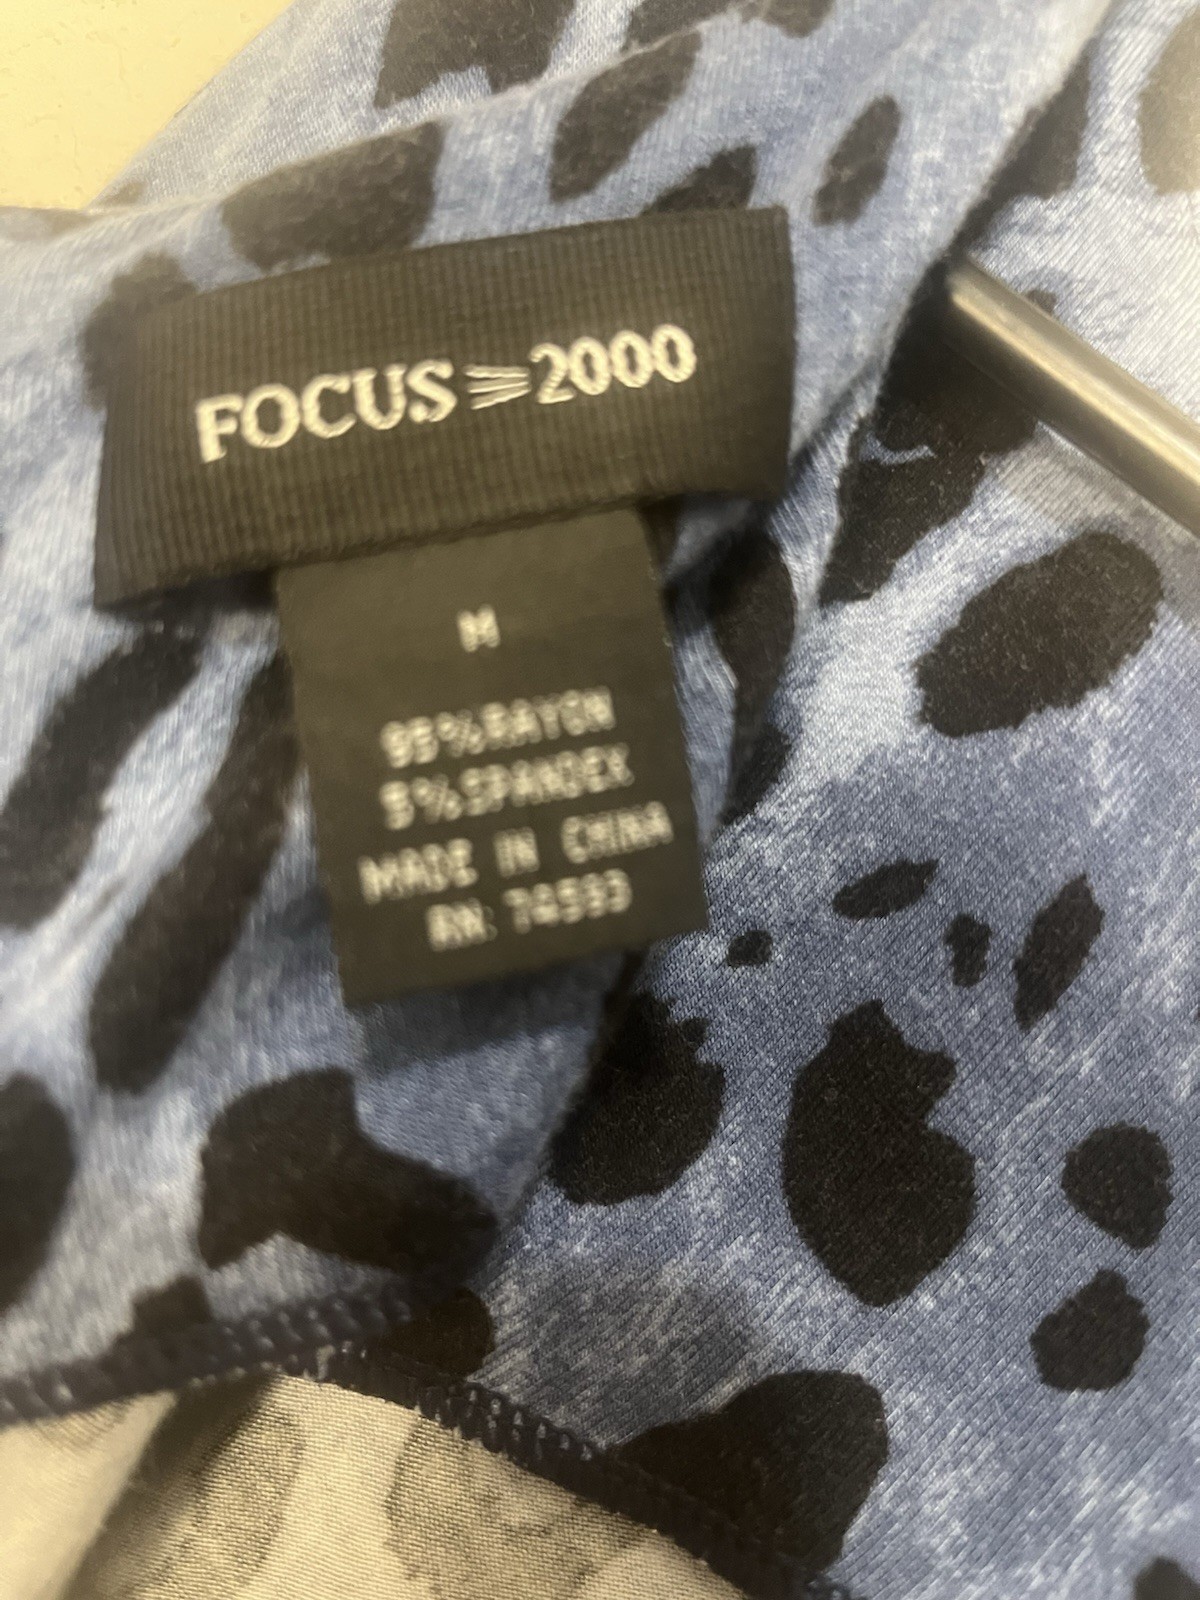 FOCUS 2000
M
95%RAYON
5%SPANDEX
MADE IN CHINA
RN: 74593